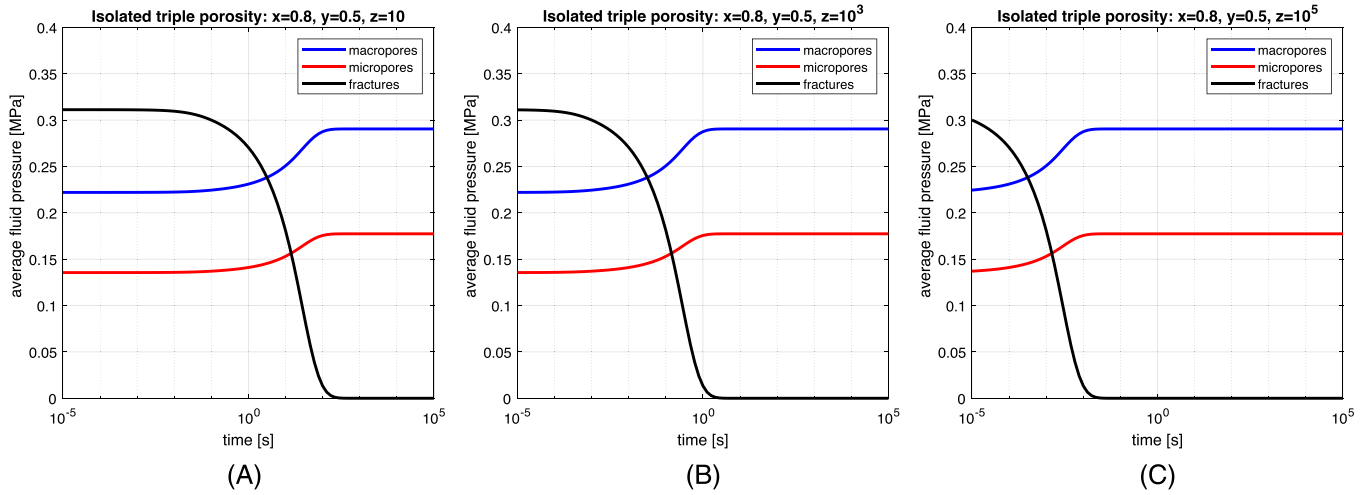 Isolated triple porosity: x=0.8, y=0.5, z=10
average fluid pressure [MPa]
0.4
0.35
0.3
0.25
0.2
0.15
0.1
0.05
0
macropores
micropores
fractures
10^-5
10^0
10^5
time [s]
(A)
Isolated triple porosity: x=0.8, y=0.5, z=10^3
average fluid pressure [MPa]
0.4
0.35
0.3
0.25
0.2
0.15
0.1
0.05
0
macropores
micropores
fractures
10^-5
10^0
10^5
time [s]
(B)
Isolated triple porosity: x=0.8, y=0.5, z=10^5
average fluid pressure [MPa]
0.4
0.35
0.3
0.25
0.2
0.15
0.1
0.05
0
macropores
micropores
fractures
10^-5
10^0
10^5
time [s]
(C)